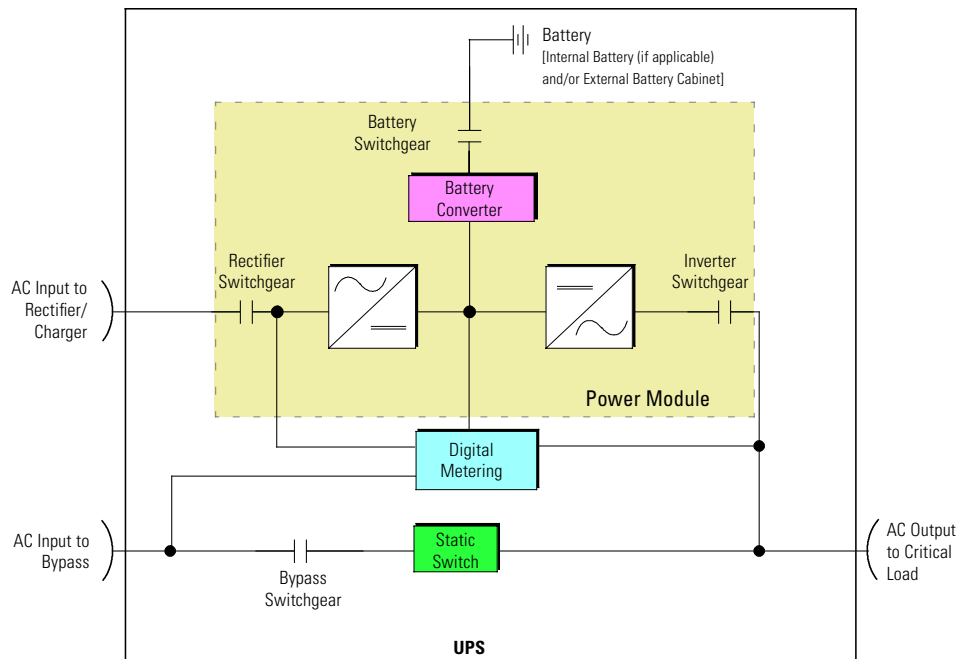 Battery
[Internal Battery (if applicable)
and/or External Battery Cabinet]
Battery
Switchgear
Battery
Converter
Rectifier
Switchgear
Inverter
Switchgear
AC Input to
Rectifier/
Charger
Power Module
Digital
Metering
AC Input to
Bypass
Static
Switch
AC Output
to Critical
Load
Bypass
Switchgear
UPS